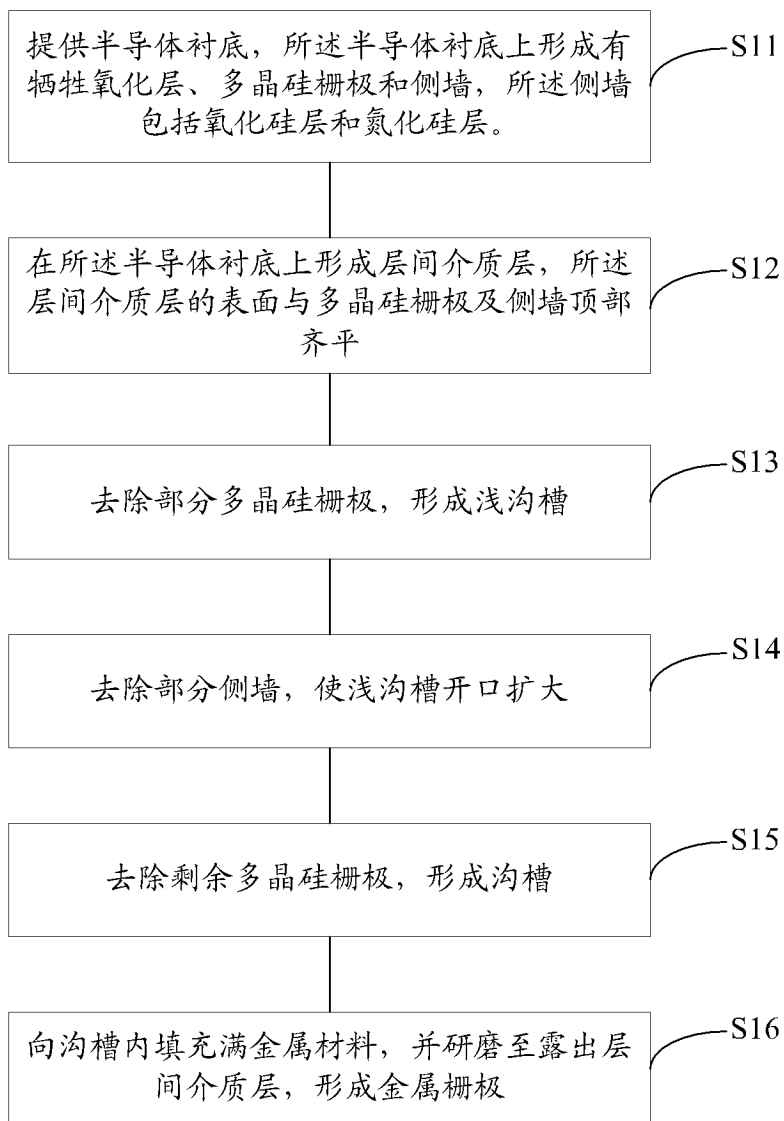 提供半导体衬底，所述半导体衬底上形成有
牺牲氧化层、多晶硅栅极和侧墙，所述侧墙
包括氧化硅层和氮化硅层。
S11
在所述半导体衬底上形成层间介质层，所述
层间介质层的表面与多晶硅栅极及侧墙顶部
齐平
S12
去除部分多晶硅栅极，形成浅沟槽
S13
去除部分侧墙，使浅沟槽开口扩大
S14
去除剩余多晶硅栅极，形成沟槽
S15
向沟槽内填充满金属材料，并研磨至露出层
间介质层，形成金属栅极
S16